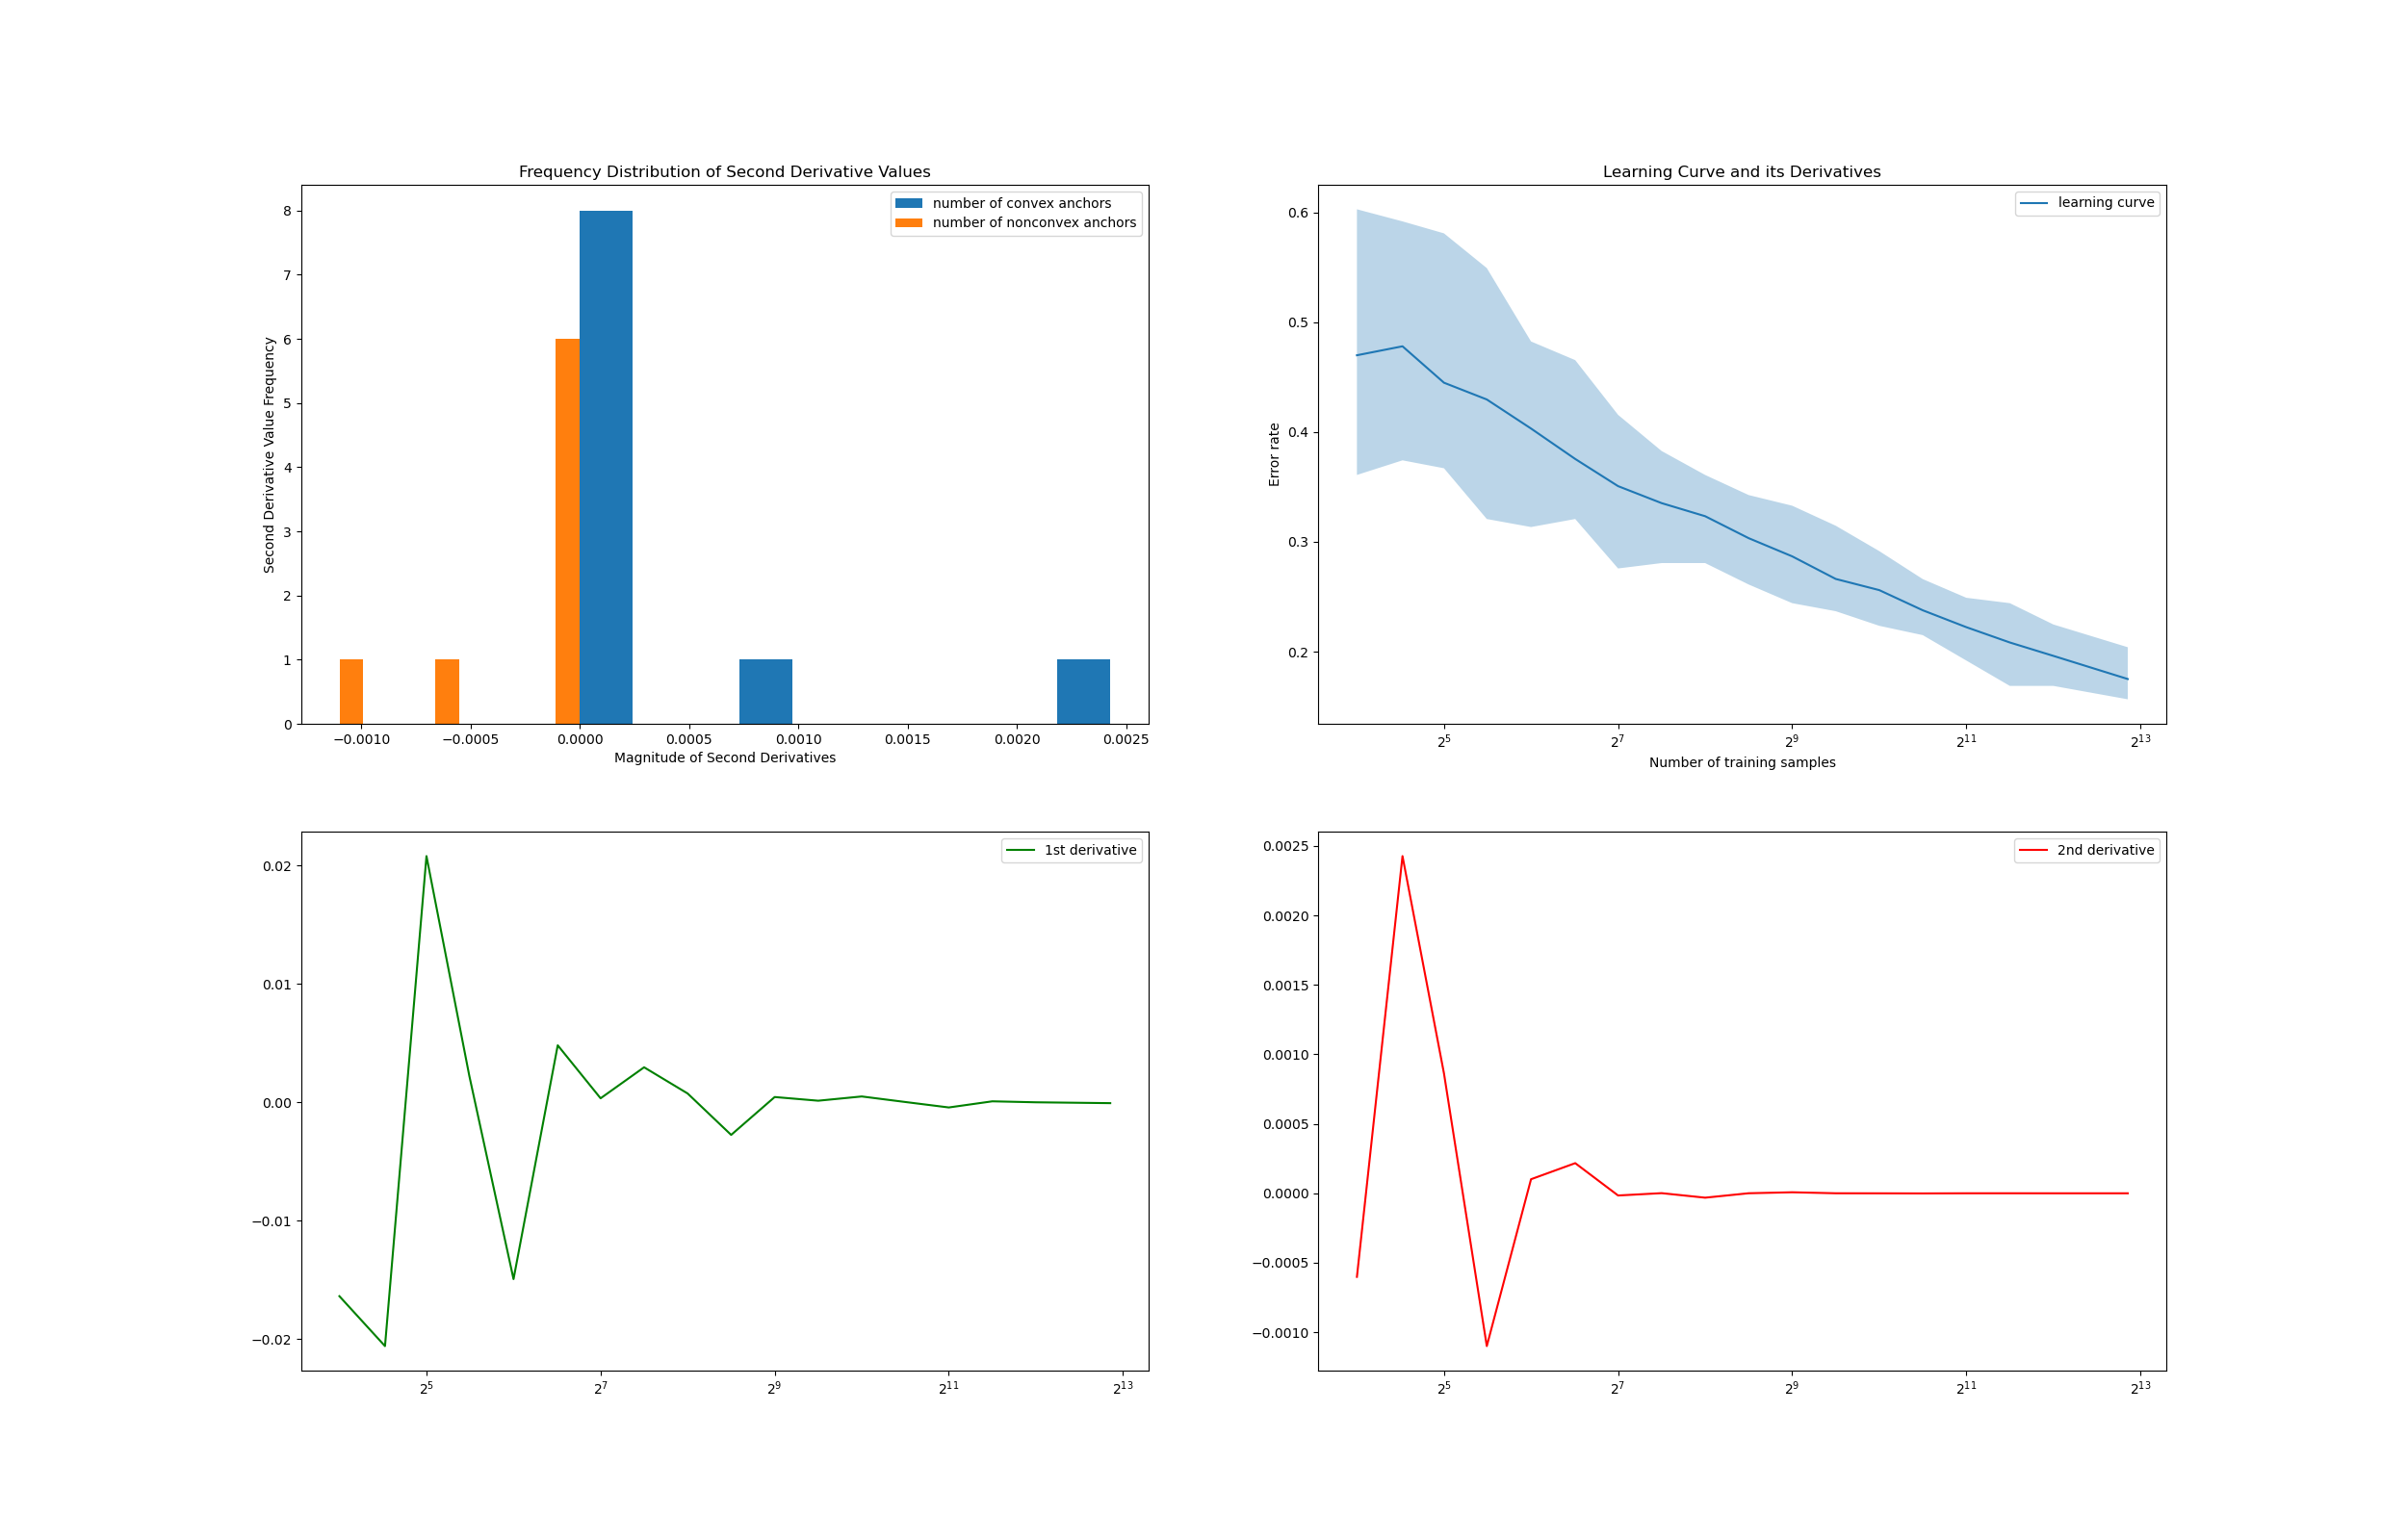 Frequency Distribution of Second Derivative Values
number of convex anchors
number of nonconvex anchors
Second Derivative Value Frequency
8
7
6
5
4
3
2
1
0
−0.0010 −0.0005 0.0000 0.0005 0.0010 0.0015 0.0020 0.0025
Magnitude of Second Derivatives
Learning Curve and its Derivatives
learning curve
Error rate
0.6
0.5
0.4
0.3
0.2
2^5 2^7 2^9 2^11 2^13
Number of training samples
1st derivative
0.02
0.01
0.00
−0.01
−0.02
2^5 2^7 2^9 2^11 2^13
2nd derivative
0.0025
0.0020
0.0015
0.0010
0.0005
0.0000
−0.0005
−0.0010
2^5 2^7 2^9 2^11 2^13